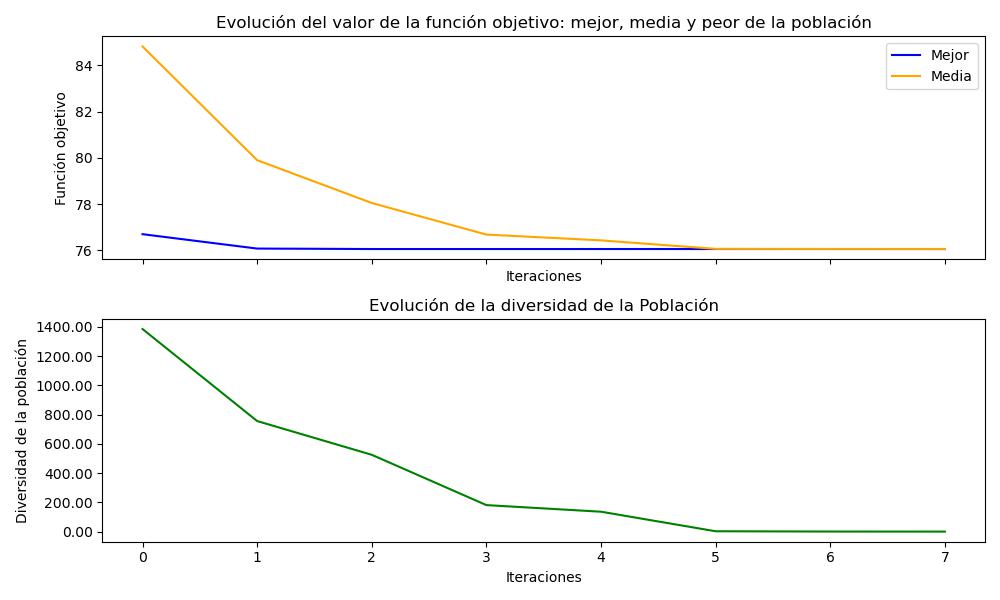 Evolución del valor de la función objetivo: mejor, media y peor de la población
Función objetivo
84
82
80
78
76
Mejor
Media
Iteraciones
Evolución de la diversidad de la Población
Diversidad de la población
1400.00
1200.00
1000.00
800.00
600.00
400.00
200.00
0.00
0 1 2 3 4 5 6 7
Iteraciones